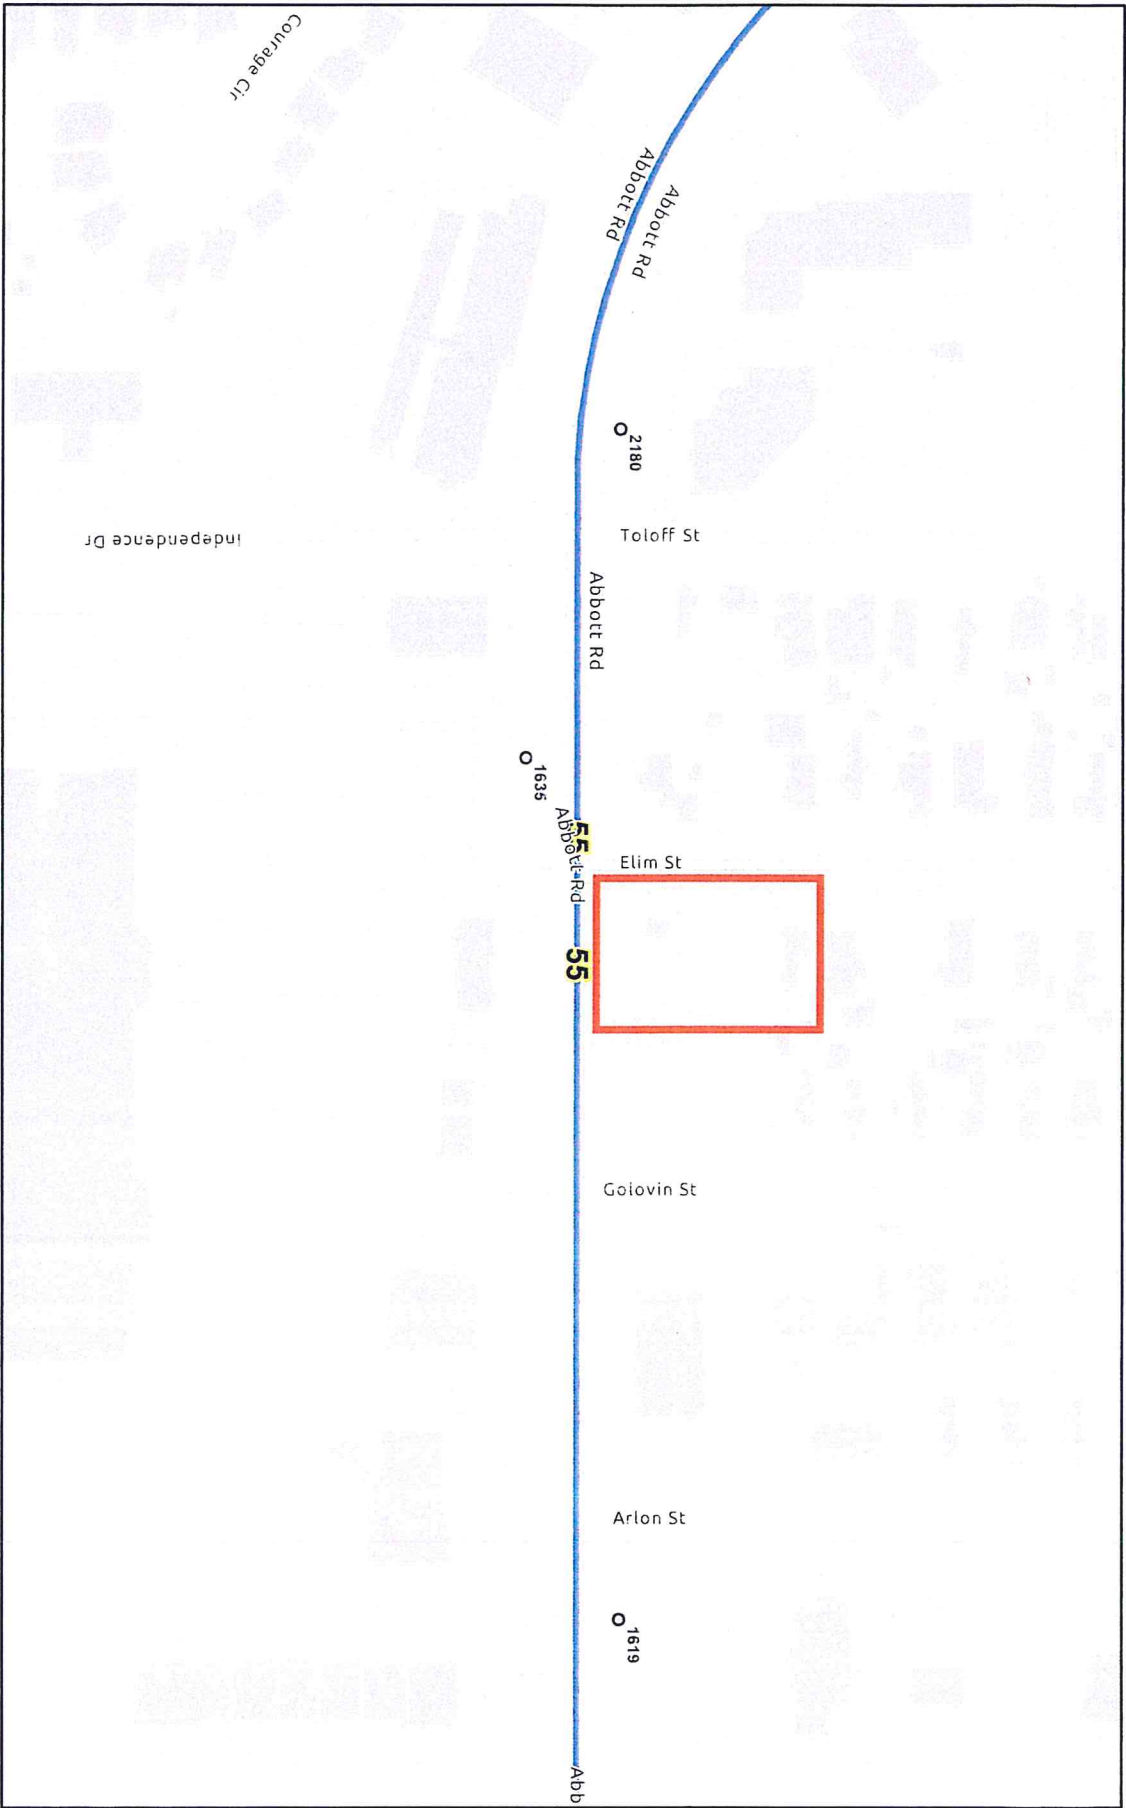 Courage Cir
Abbott Rd
Abbott Rd
2180
Independence Dr
Toloff St
Abbott Rd
1635
55
Abbott Rd
Elim St
55
Golovin St
Arlon St
1619
Abb